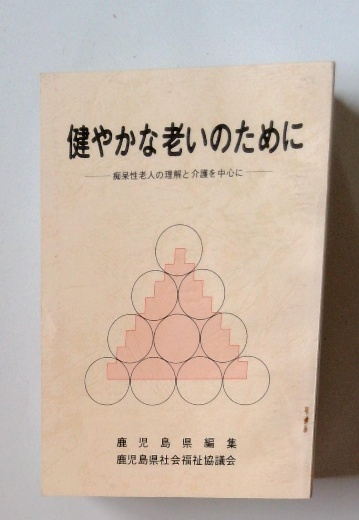 健やかな老いのために
痴呆性老人の理解と介護を中心に
鹿児島県編集
鹿児島県社会福祉協議会